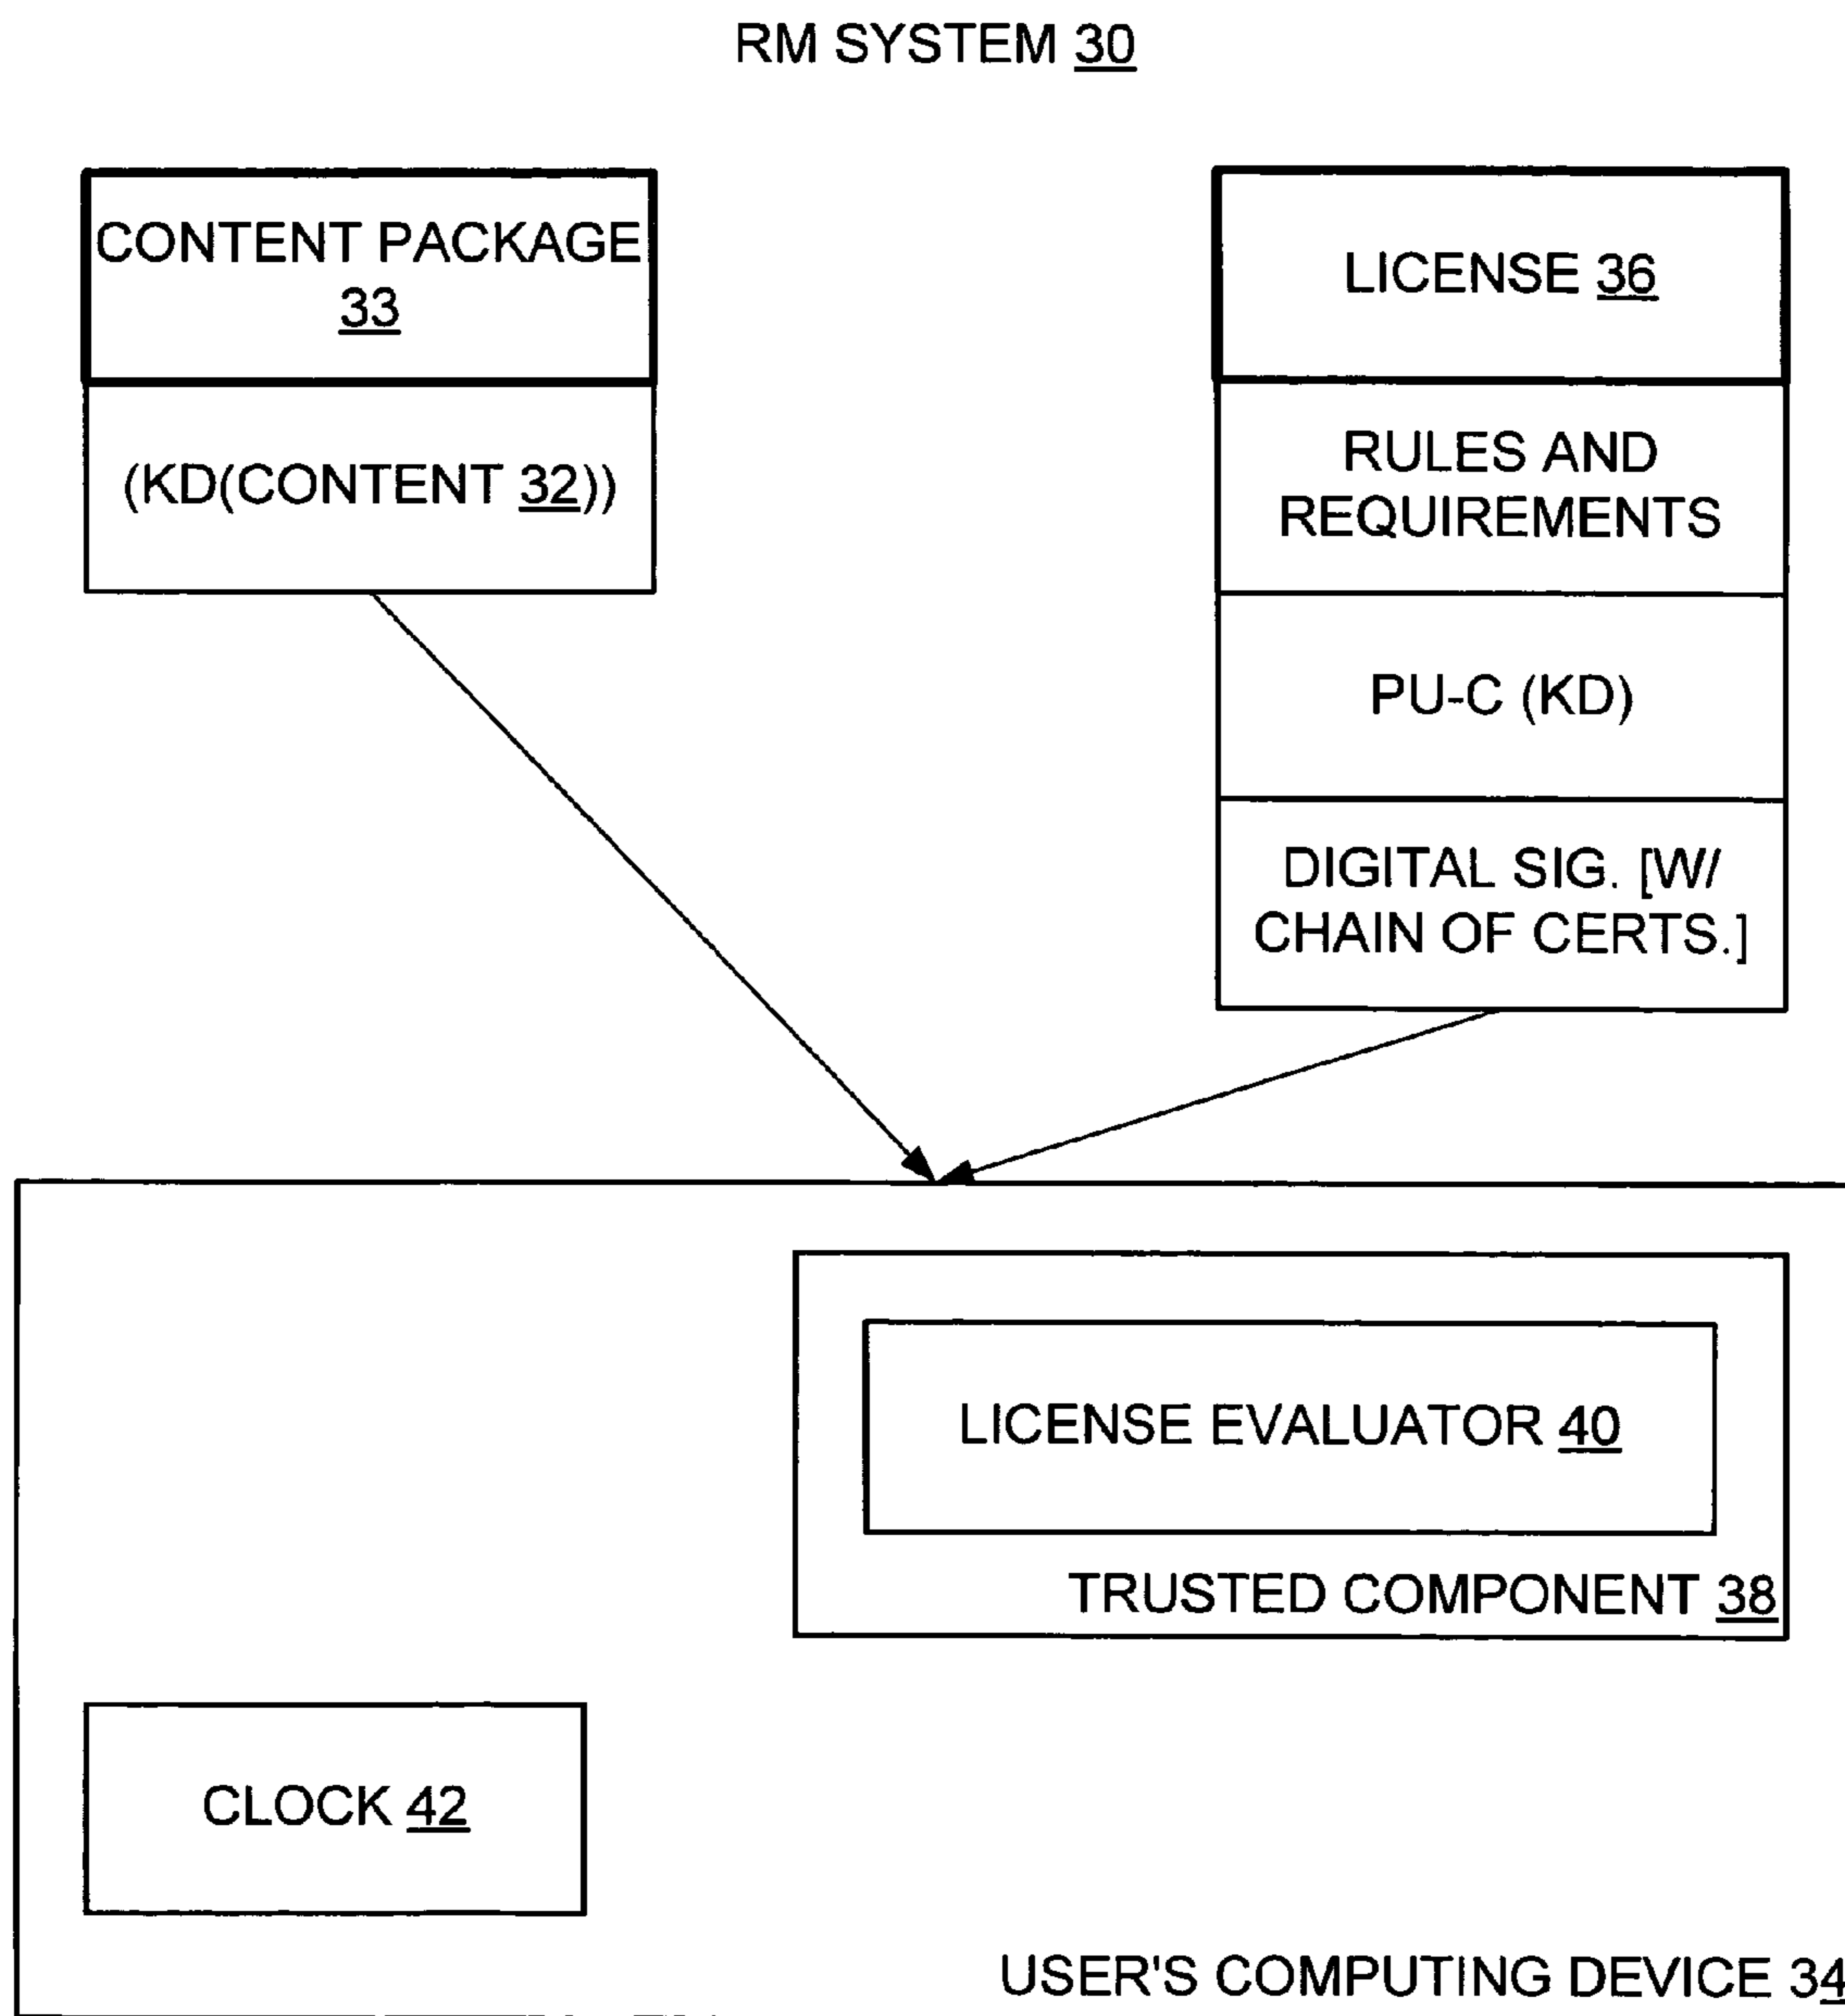 RM SYSTEM 30
CONTENT PACKAGE
33
(KD(CONTENT 32))
LICENSE 36
RULES AND
REQUIREMENTS
PU-C (KD)
DIGITAL SIG. [W/
CHAIN OF CERTS.]
LICENSE EVALUATOR 40
TRUSTED COMPONENT 38
CLOCK 42
USER'S COMPUTING DEVICE 34